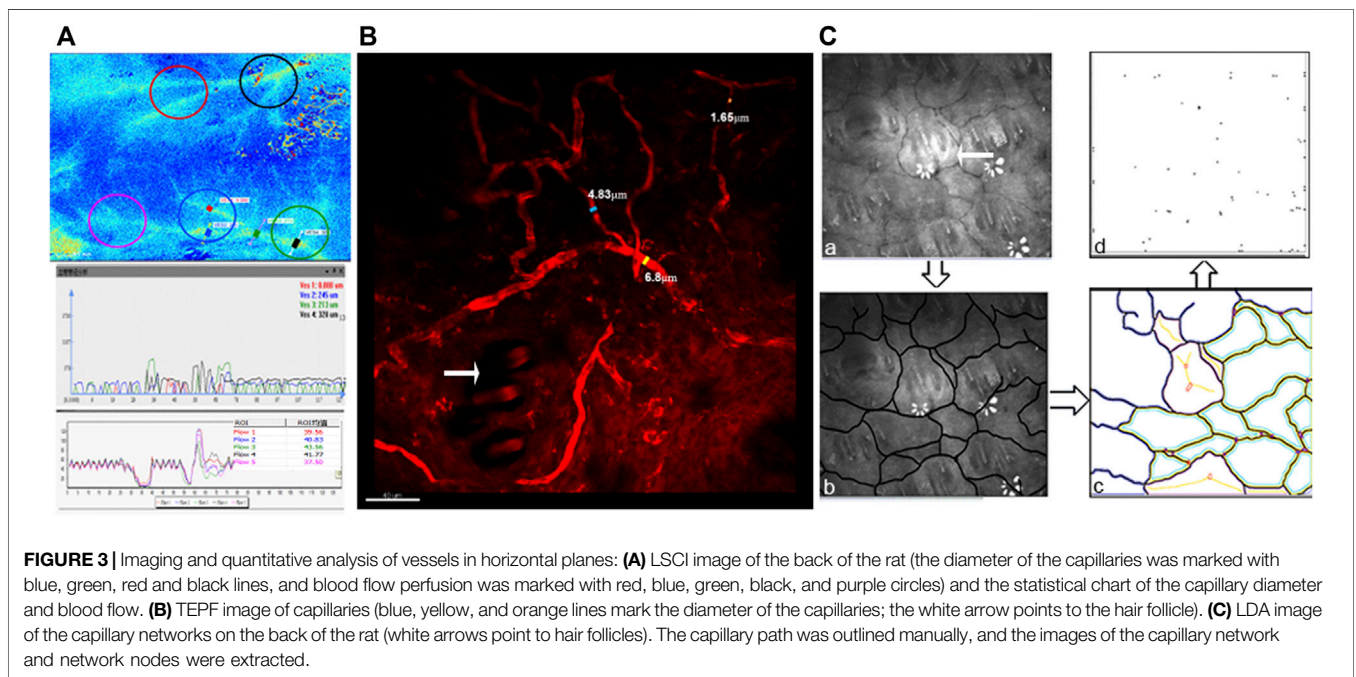 A
B
C
Ves 1: 0.000 um
Ves 2: 245 um
Ves 3: 213 um
Ves 4: 328 um
ROI
ROI均值
Flow 1
39.56
Flow 2
40.83
Flow 3
43.56
Flow 4
41.77
Flow 5
37.50
1.65μm
4.83μm
6.8μm
a
b
c
d
FIGURE 3 | Imaging and quantitative analysis of vessels in horizontal planes: (A) LSCI image of the back of the rat (the diameter of the capillaries was marked with
blue, green, red and black lines, and blood flow perfusion was marked with red, blue, green, black, and purple circles) and the statistical chart of the capillary diameter
and blood flow. (B) TEPF image of capillaries (blue, yellow, and orange lines mark the diameter of the capillaries; the white arrow points to the hair follicle). (C) LDA image
of the capillary networks on the back of the rat (white arrows point to hair follicles). The capillary path was outlined manually, and the images of the capillary network
and network nodes were extracted.